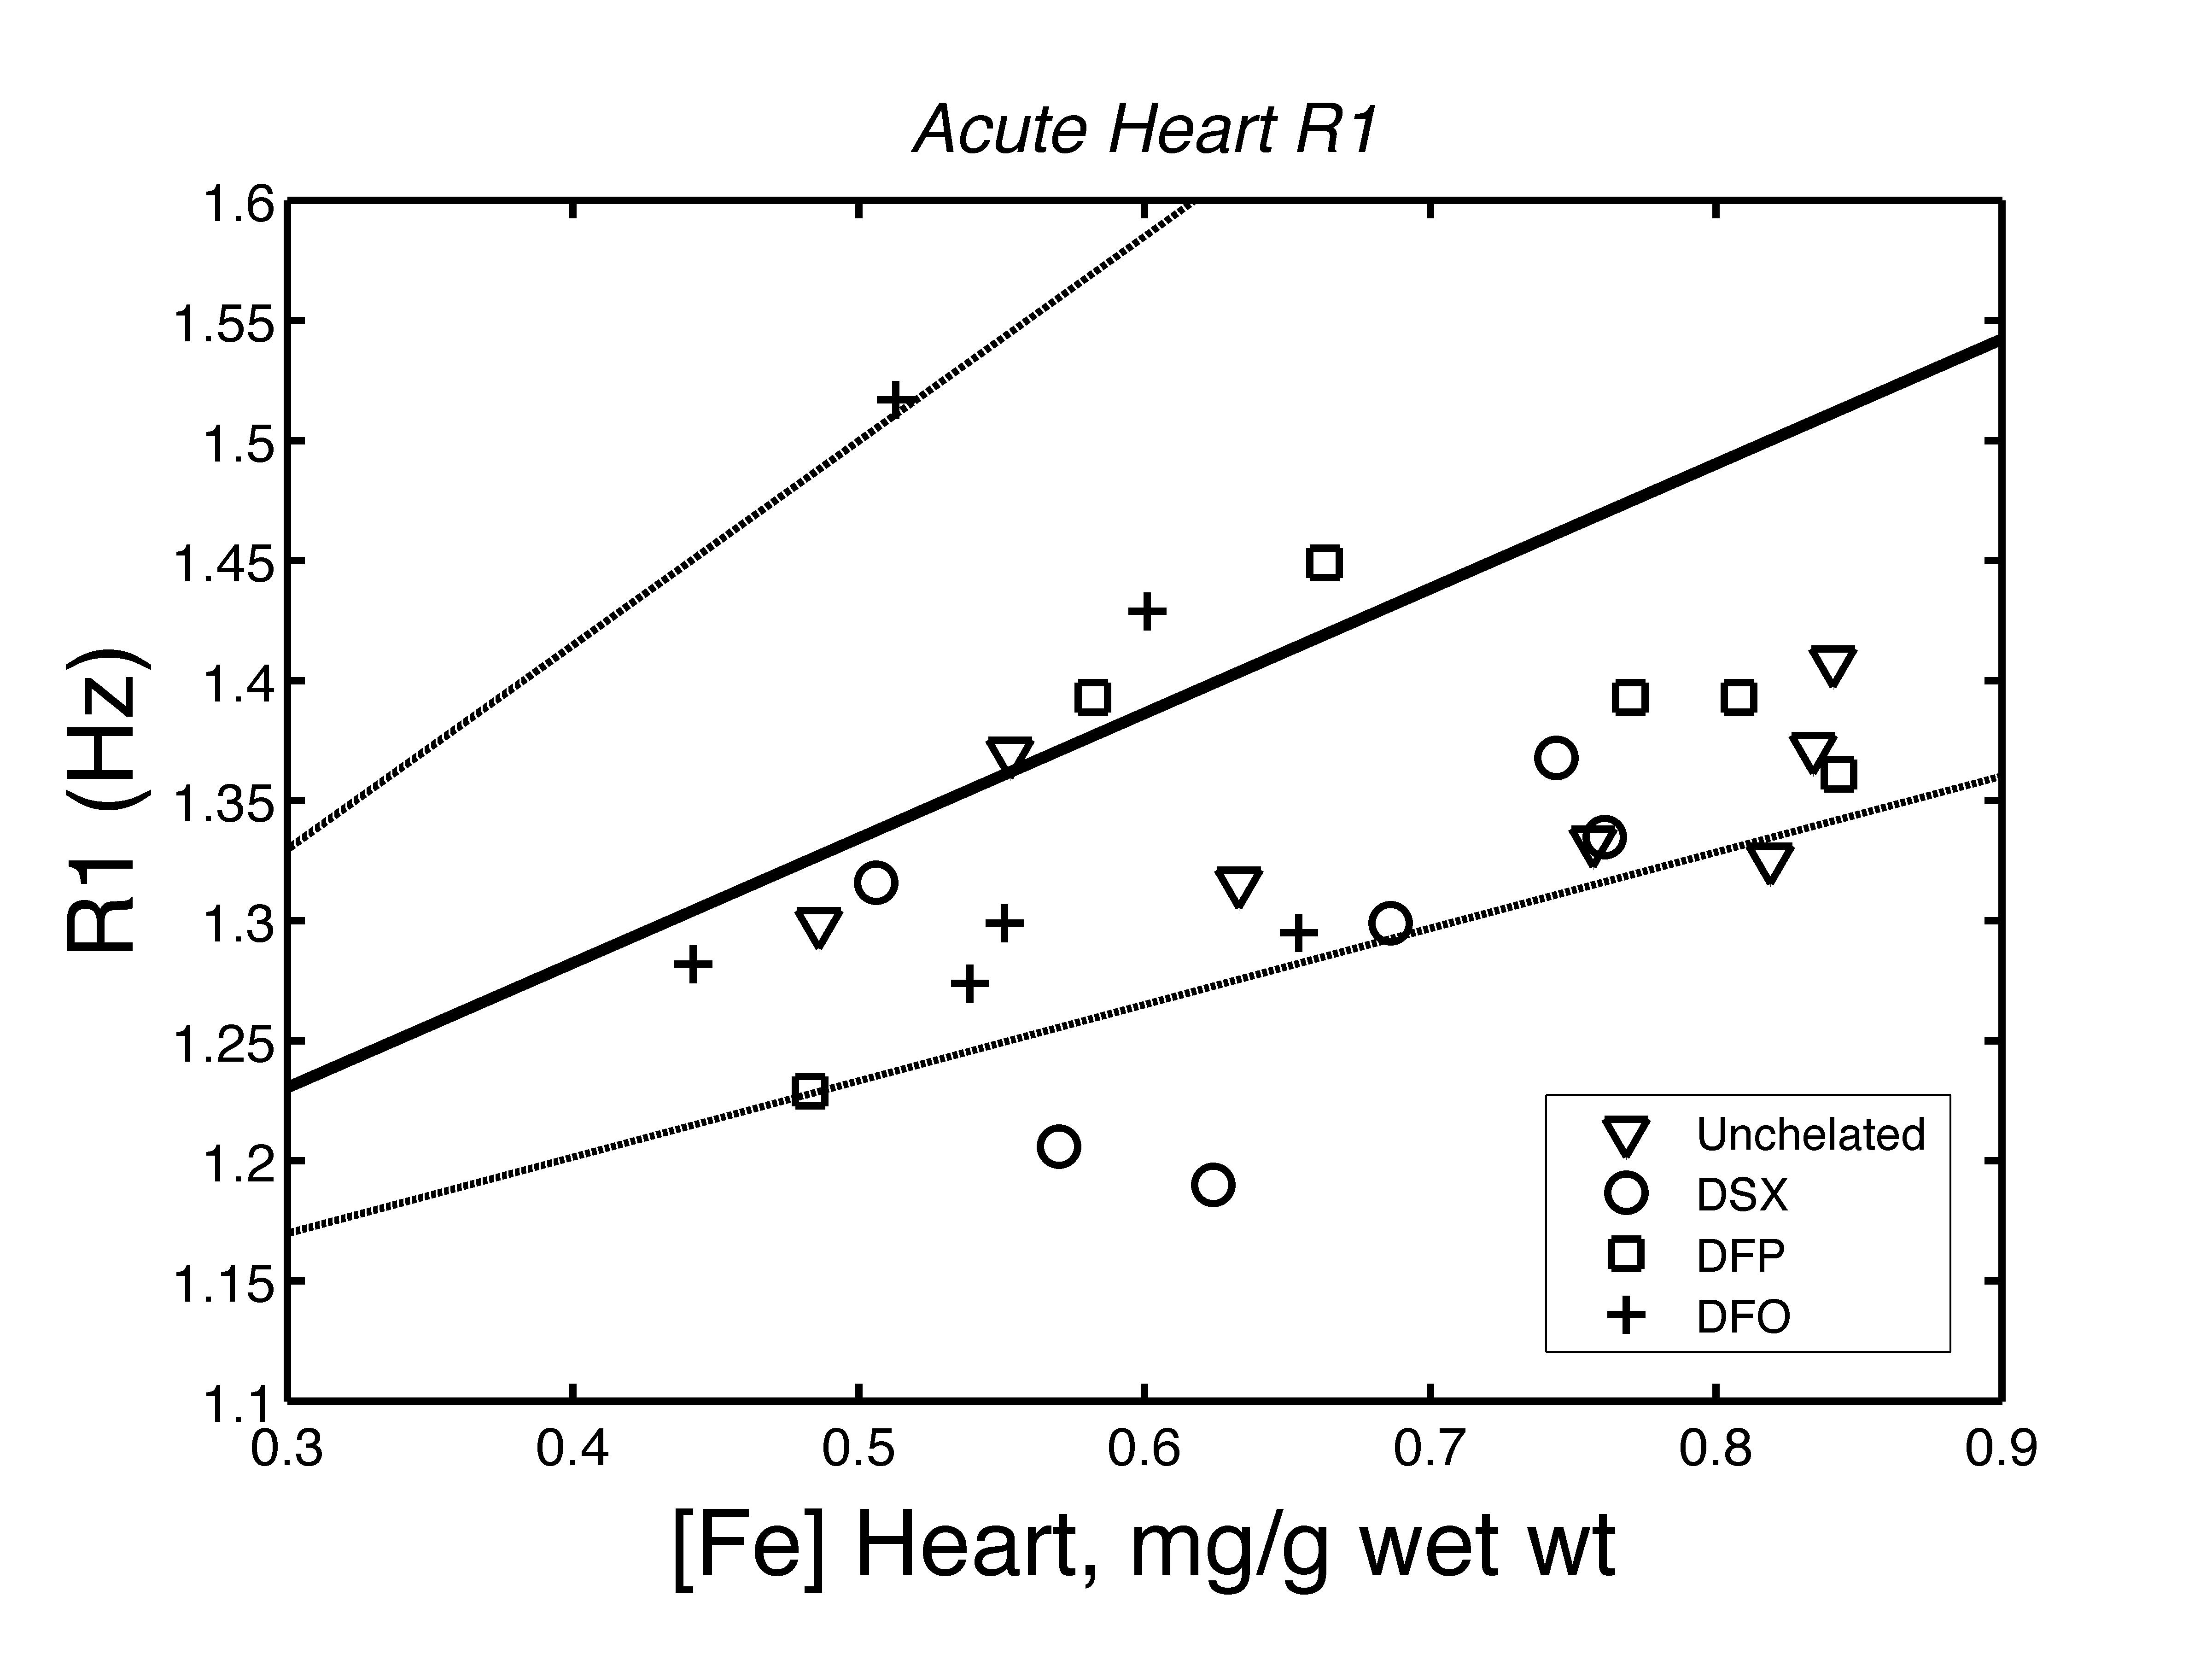 Acute Heart R1
1.6
1.55
1.5
1.45
1.4
1.35
1.3
1.25
1.2
1.15
1.1
R1 (Hz)
Unchelated
DSX
DFP
DFO
0.3 0.4 0.5 0.6 0.7 0.8 0.9
[Fe] Heart, mg/g wet wt